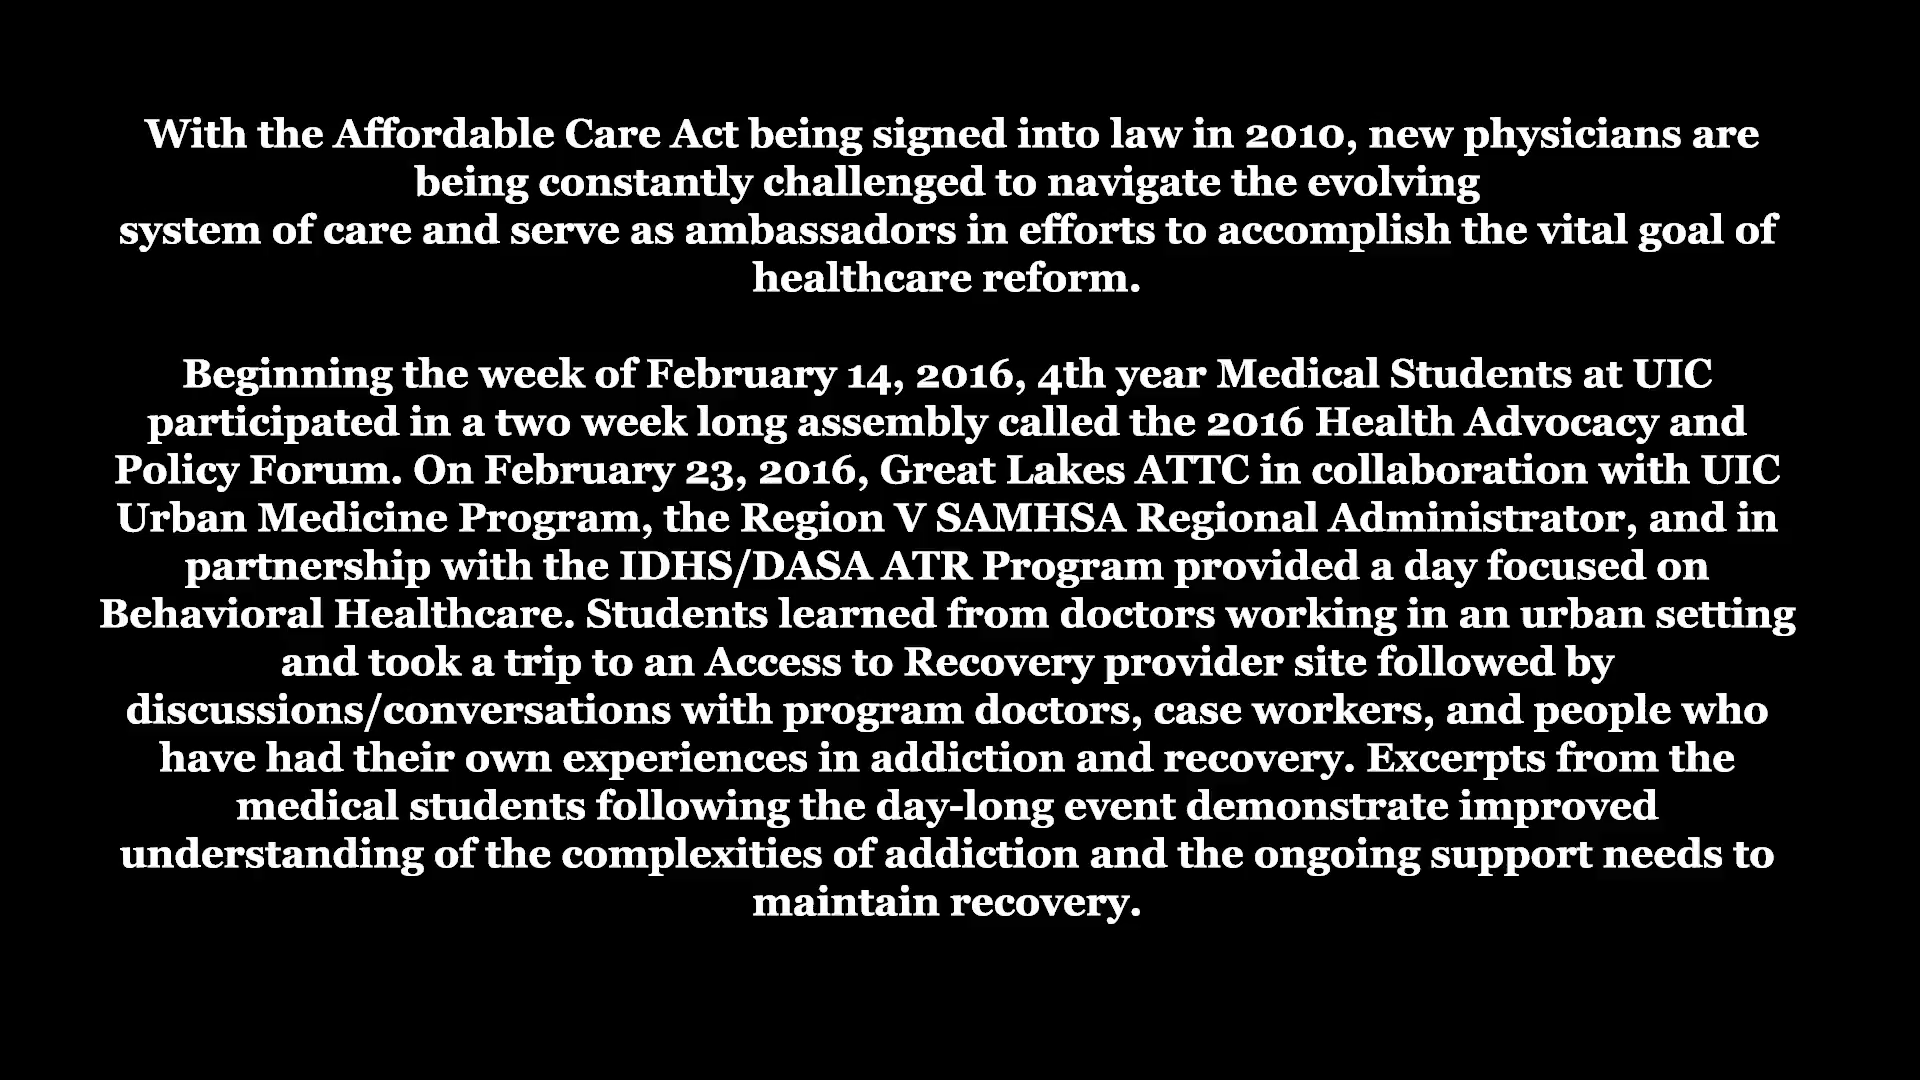 With the Affordable Care Act being signed into law in 2010, new physicians are
being constantly challenged to navigate the evolving
system of care and serve as ambassadors in efforts to accomplish the vital goal of
healthcare reform.
Beginning the week of February 14, 2016, 4th year Medical Students at UIC
participated in a two week long assembly called the 2016 Health Advocacy and
Policy Forum. On February 23, 2016, Great Lakes ATTC in collaboration with UIC
Urban Medicine Program, the Region V SAMHSA Regional Administrator, and in
partnership with the IDHS/DASA ATR Program provided a day focused on
Behavioral Healthcare. Students learned from doctors working in an urban setting
and took a trip to an Access to Recovery provider site followed by
discussions/conversations with program doctors, case workers, and people who
have had their own experiences in addiction and recovery. Excerpts from the
medical students following the day-long event demonstrate improved
understanding of the complexities of addiction and the ongoing support needs to
maintain recovery.